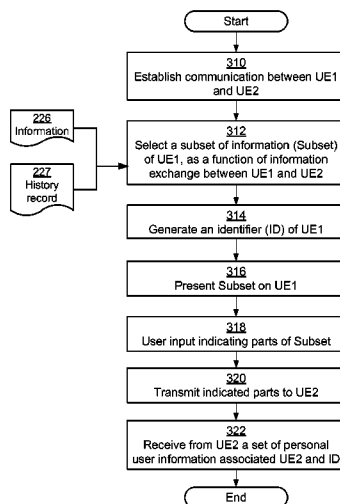 Start
310
Establish communication between UE1
and UE2
226
Information
227
History
record
312
Select a subset of information (Subset)
of UE1, as a function of information
exchange between UE1 and UE2
314
Generate an identifier (ID) of UE1
316
Present Subset on UE1
318
User input indicating parts of Subset
320
Transmit indicated parts to UE2
322
Receive from UE2 a set of personal
user information associated UE2 and ID
End